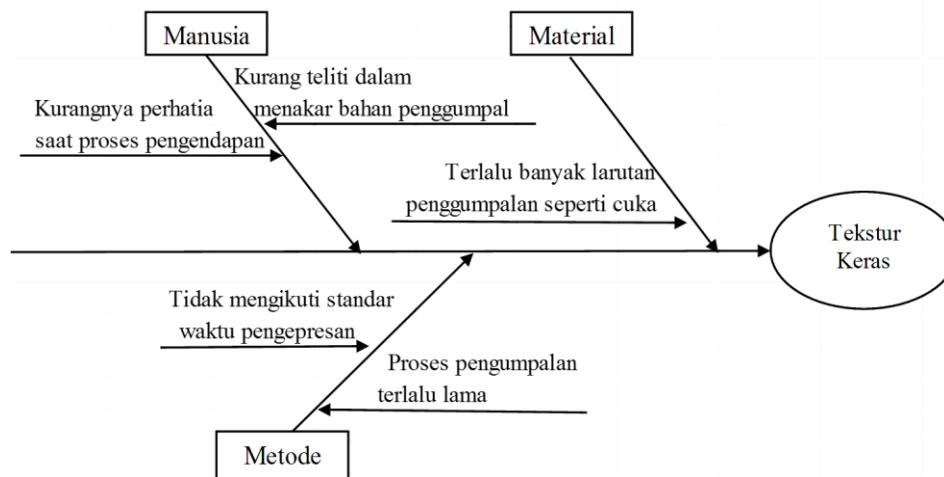 Manusia
Material
Kurang teliti dalam
menakar bahan penggumpal
Kurangnya perhatia
saat proses pengendapan
Terlalu banyak larutan
penggumpalan seperti cuka
Tekstur
Keras
Tidak mengikuti standar
waktu pengepresan
Proses pengumpalan
terlalu lama
Metode